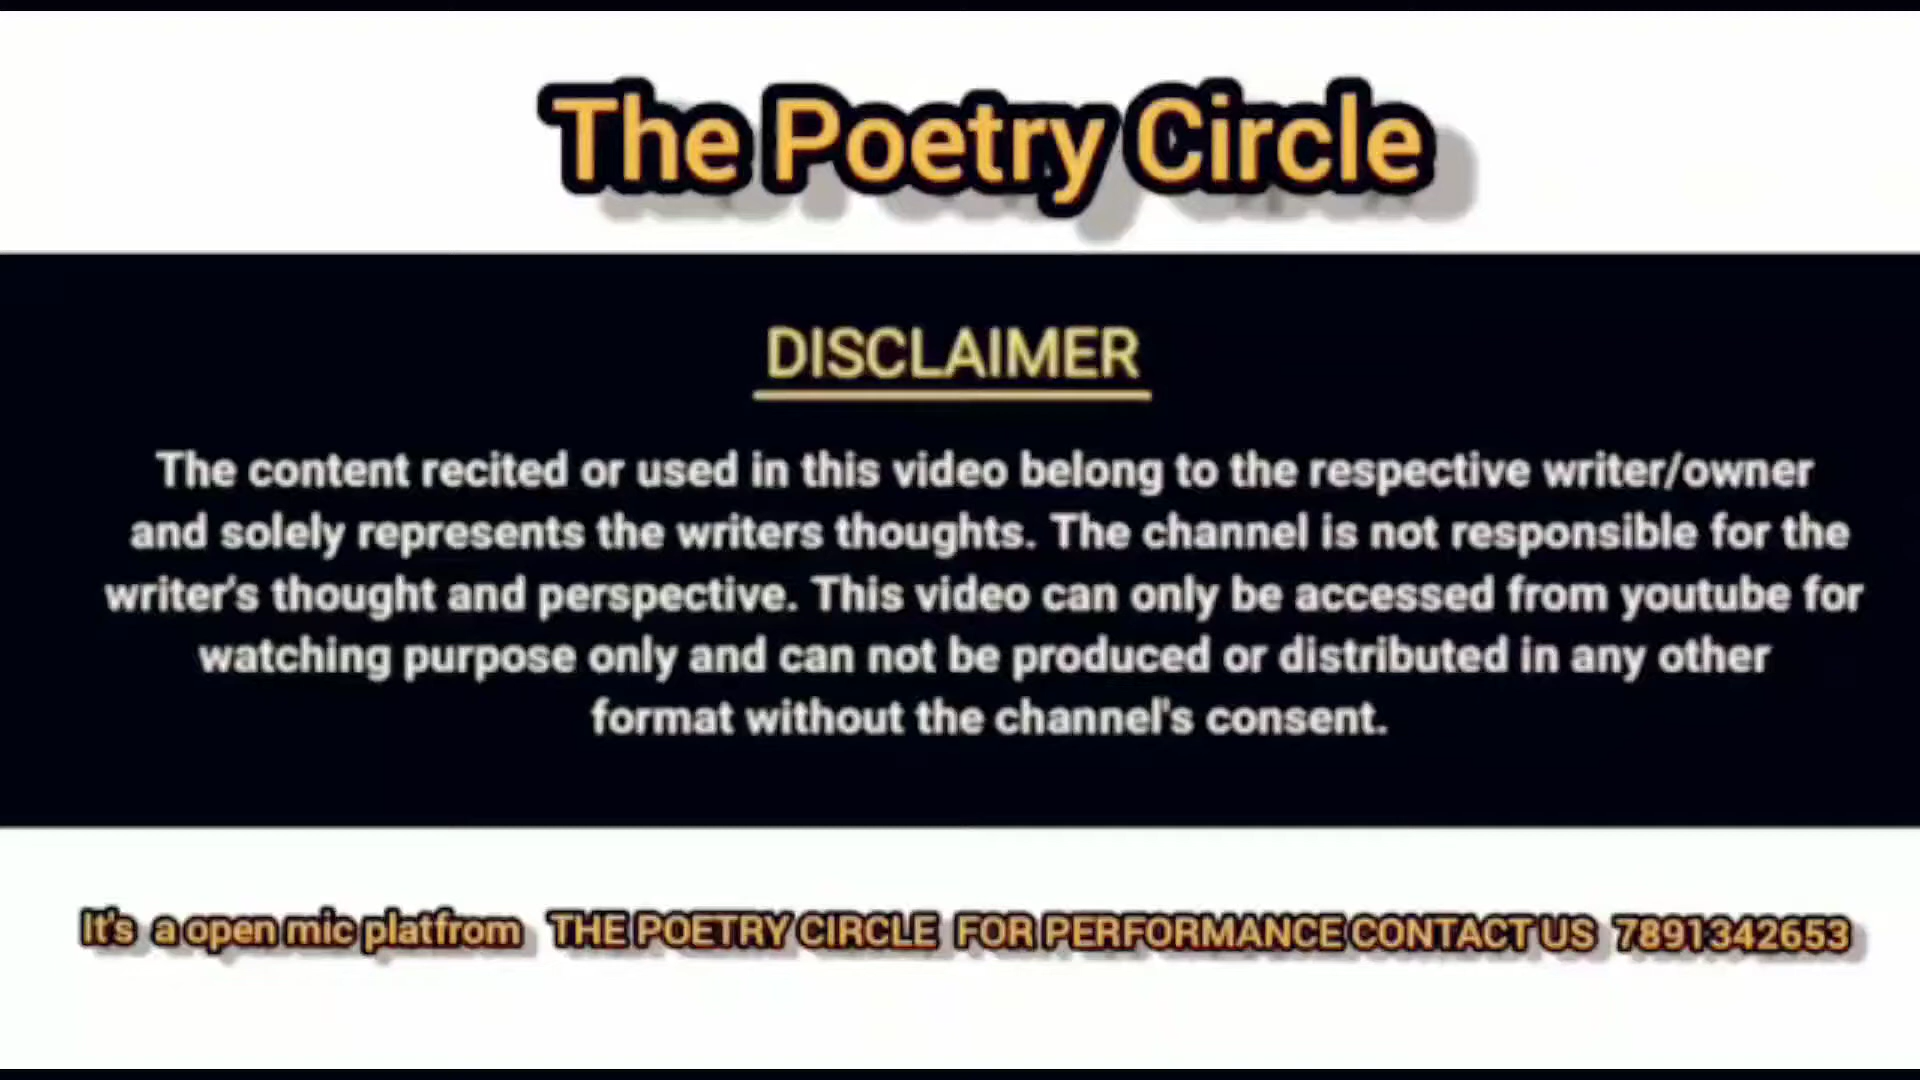 The Poetry Circle
DISCLAIMER
The content recited or used in this video belong to the respective writer/owner
and solely represents the writers thoughts. The channel is not responsible for the
writer's thought and perspective. This video can only be accessed from youtube for
watching purpose only and can not be produced or distributed in any other
format without the channel's consent.
It's a open mic platfrom THE POETRY CIRCLE FOR PERFORMANCE CONTACT US 7891342653